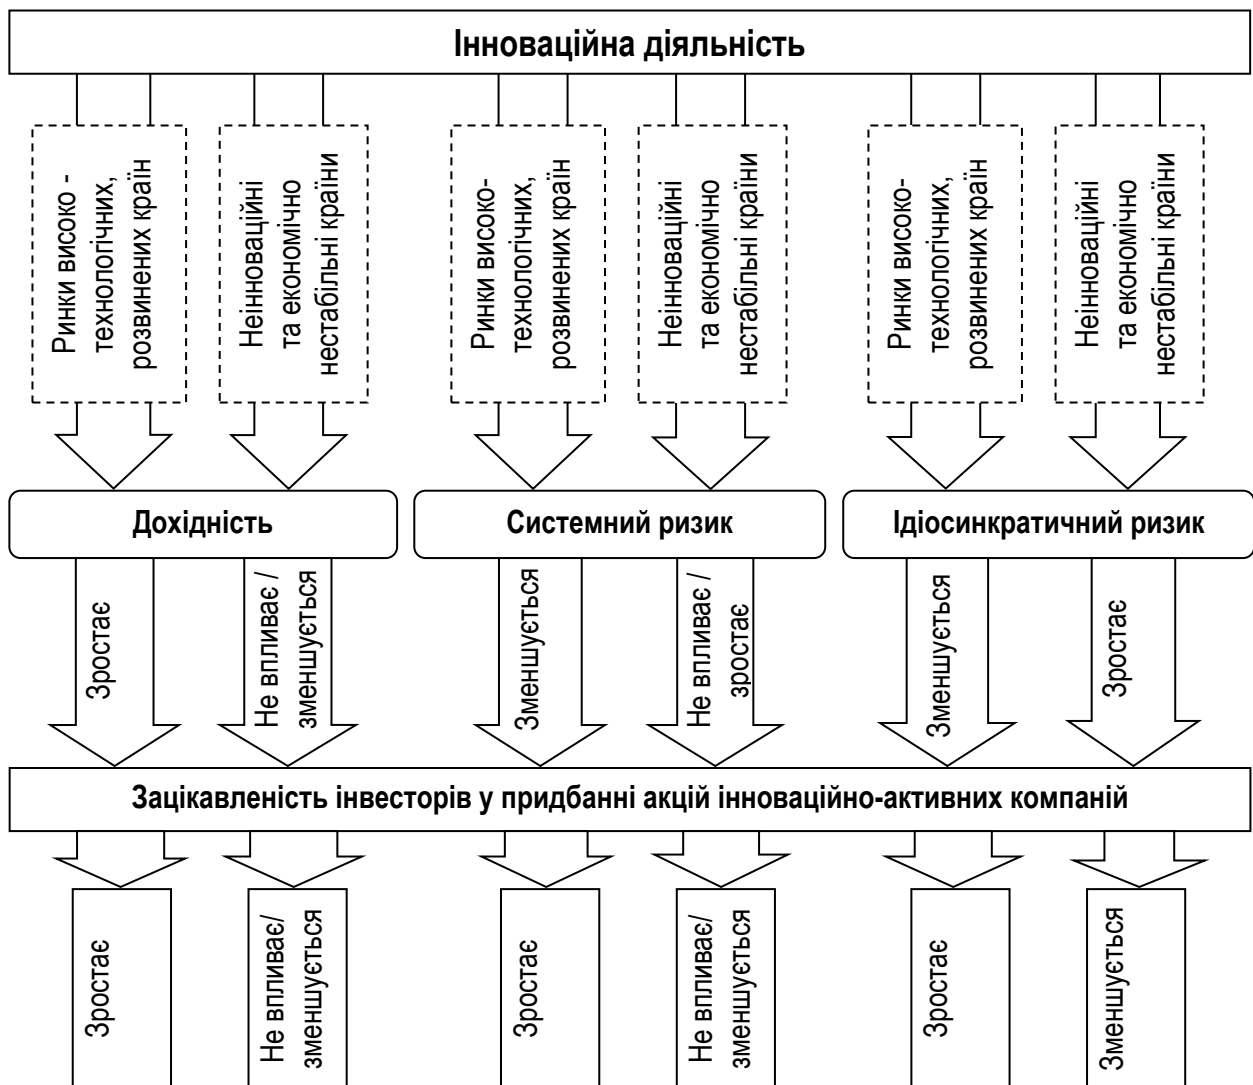 Інноваційна діяльність
Ринки високо -
технологічних,
розвинених країн
Неінноваційні
та економічно
нестабільні країни
Ринки високо-
технологічних,
розвинених країн
Неінноваційні
та економічно
нестабільні країни
Ринки високо-
технологічних,
розвинених країн
Неінноваційні
та економічно
нестабільні країни
Дохідність
Системний ризик
Ідіосинкратичний ризик
Зростає
Не впливає /
зменшується
Зменшується
Не впливає /
зростає
Зменшується
Зростає
Зацікавленість інвесторів у придбанні акцій інноваційно-активних компаній
Зростає
Не впливає/
зменшується
Зростає
Не впливає/
зменшується
Зростає
Зменшується